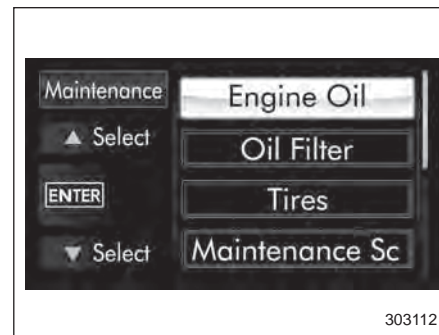 Maintenance
▲ Select
ENTER
▼ Select
Engine Oil
Oil Filter
Tires
Maintenance Sc
303112